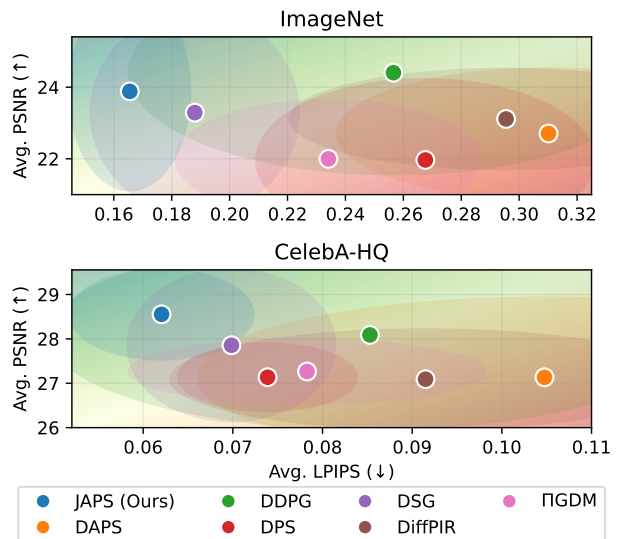 ImageNet
Avg. PSNR (↑)
24
22
0.16 0.18 0.20 0.22 0.24 0.26 0.28 0.30 0.32
CelebA-HQ
Avg. PSNR (↑)
29
28
27
26
0.06 0.07 0.08 0.09 0.10 0.11
Avg. LPIPS (↓)
JAPS (Ours) DDPG DSG ΠGDM
DAPS DPS DiffPIR